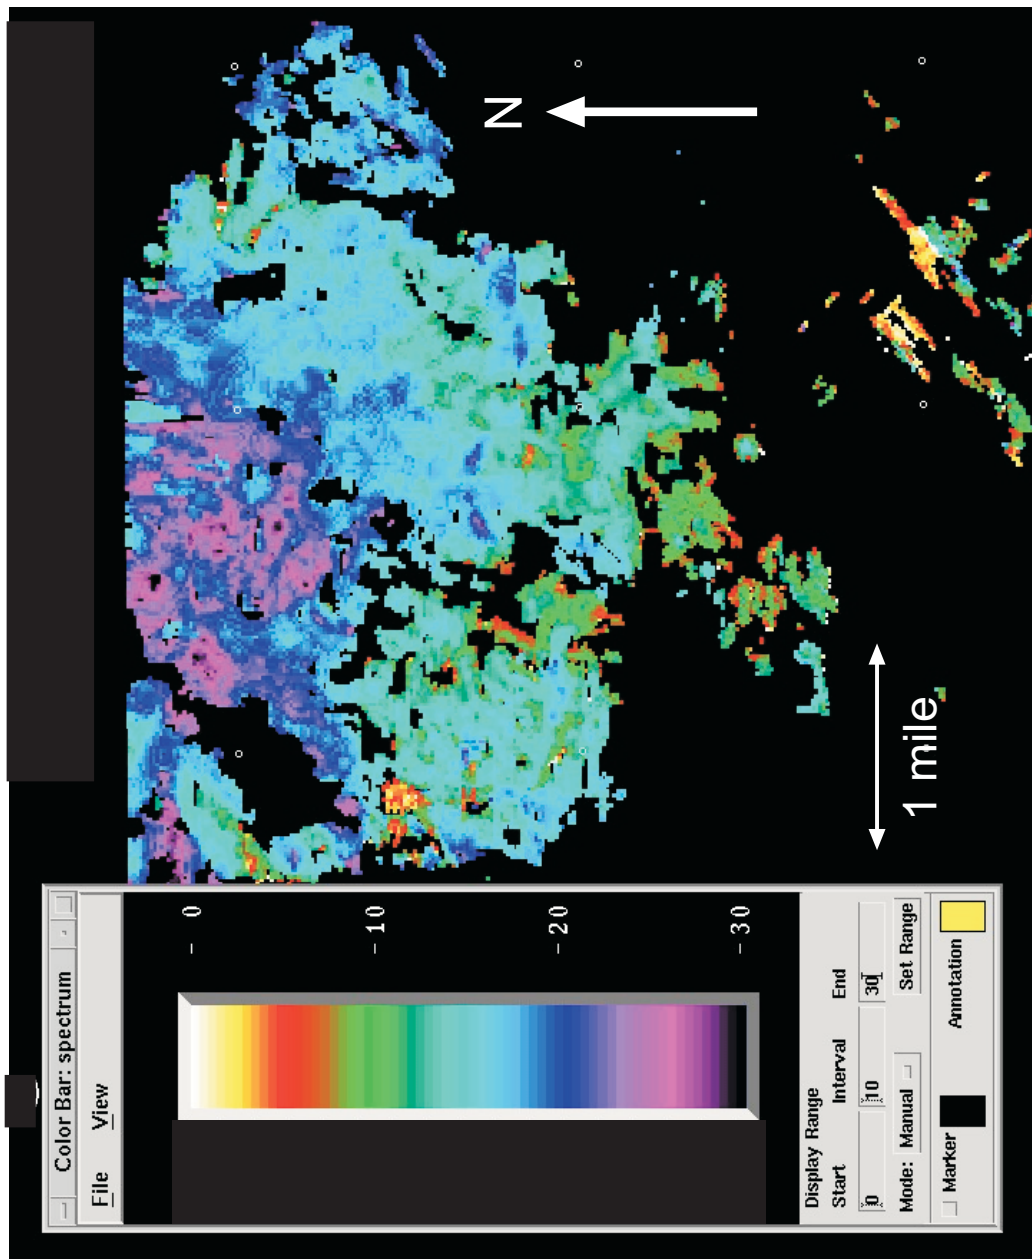 Color Bar: spectrum
File View
- 0
- 10
- 20
- 30
Display Range
Start Interval End
0 10 30
Mode: Manual Set Range
Marker Annotation
N
1 mile